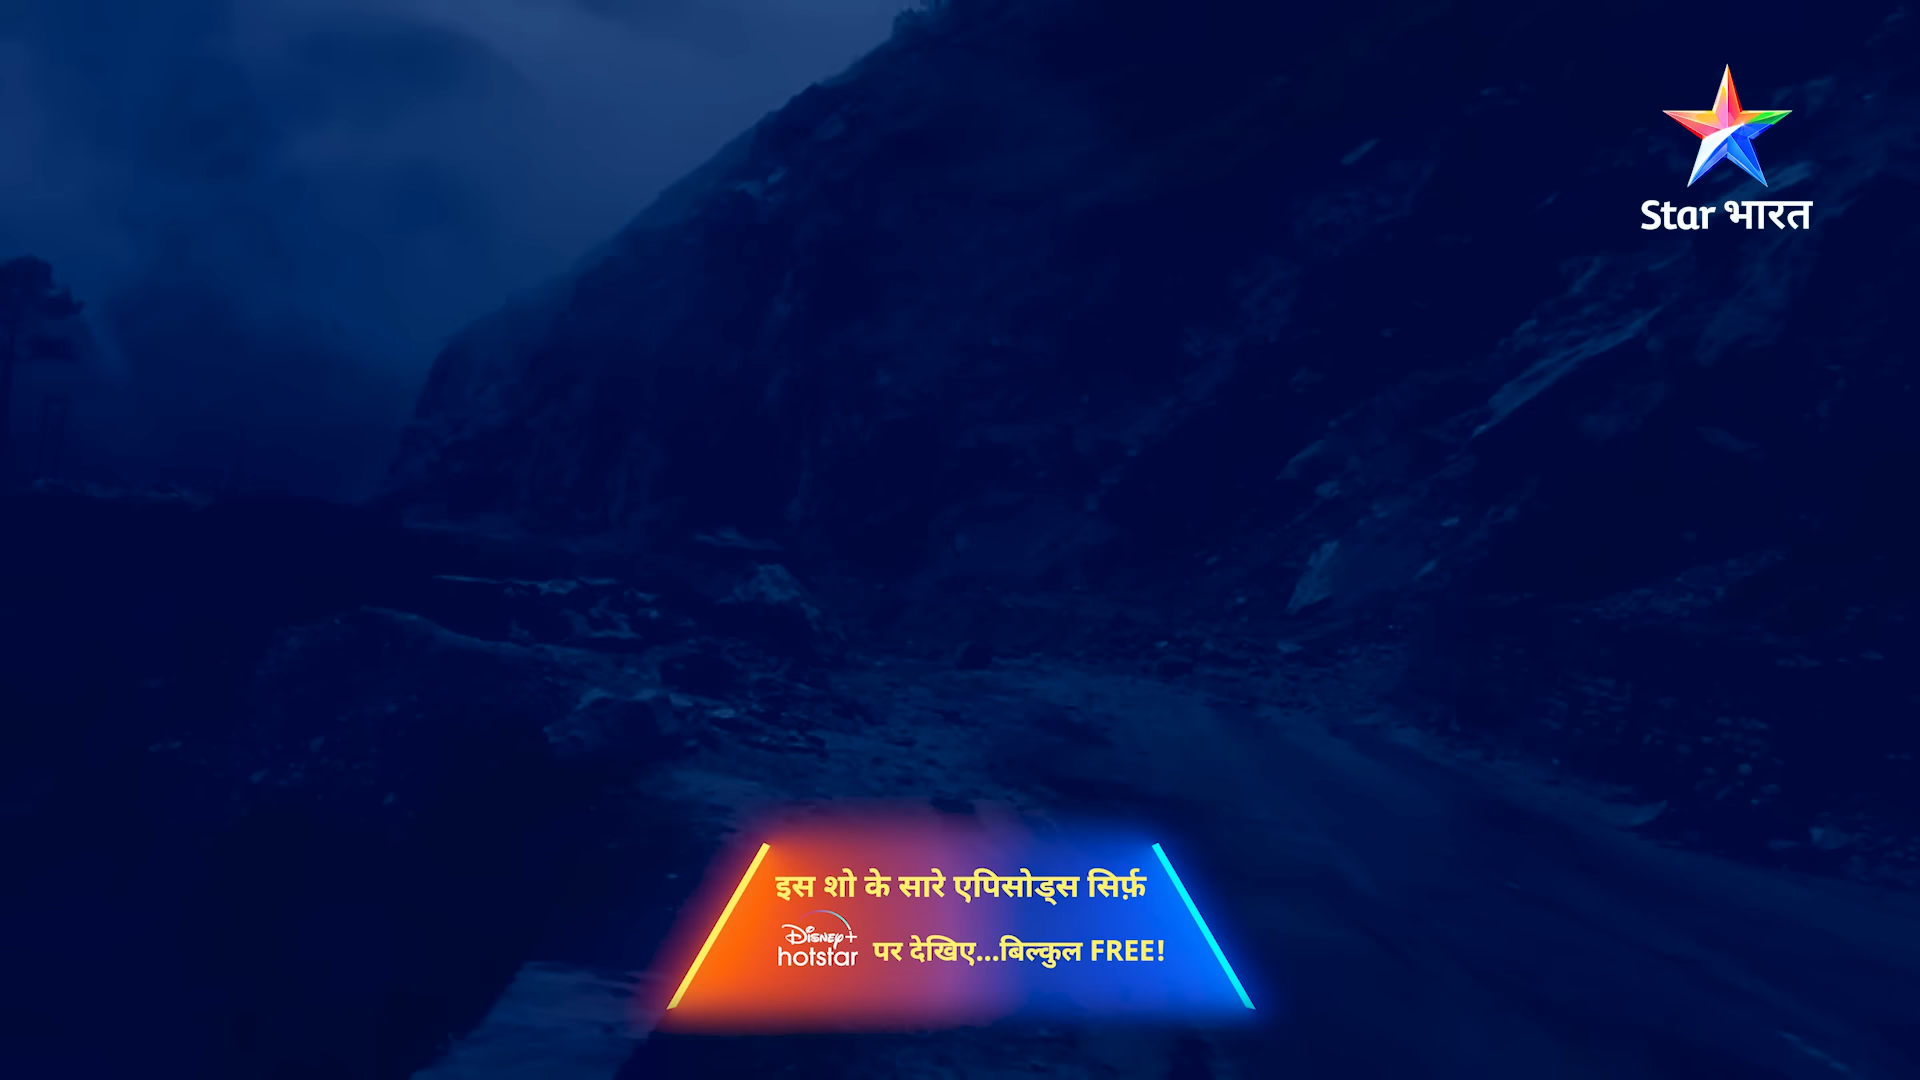 Star भारत
इस शो के सारे एपिसोड्स सिर्फ़
Disney+ hotstar पर देखिए...बिल्कुल FREE!